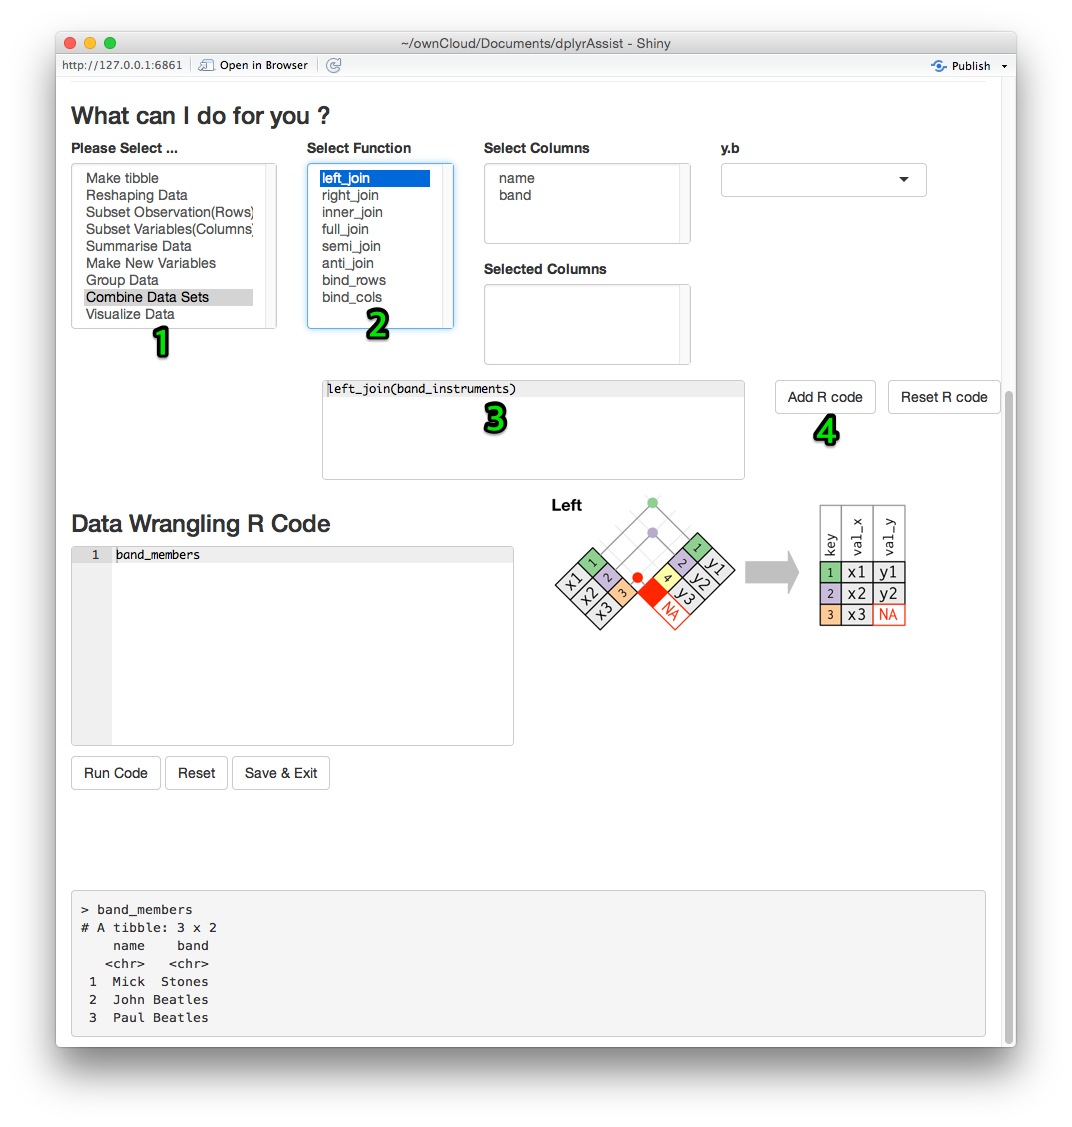 ~/ownCloud/Documents/dplyrAssist - Shiny
http://127.0.0.1:6861 Open in Browser Publish
What can I do for you ?
Please Select ...
Make tibble
Reshaping Data
Subset Observation(Rows)
Subset Variables(Columns)
Summarise Data
Make New Variables
Group Data
Combine Data Sets
Visualize Data
1
Select Function
left_join
right_join
inner_join
full_join
semi_join
anti_join
bind_rows
bind_cols
2
Select Columns
name
band
Selected Columns
y.b
left_join(band_instruments)
3
Add R code
Reset R code
4
Data Wrangling R Code
1 band_members
Left
1 x1
2 x2
3 x3
1 y1
2 y2
4 y3
NA
key val_x val_y
1 x1 y1
2 x2 y2
3 x3 NA
Run Code Reset Save & Exit
> band_members
# A tibble: 3 x 2
name band
<chr> <chr>
1 Mick Stones
2 John Beatles
3 Paul Beatles